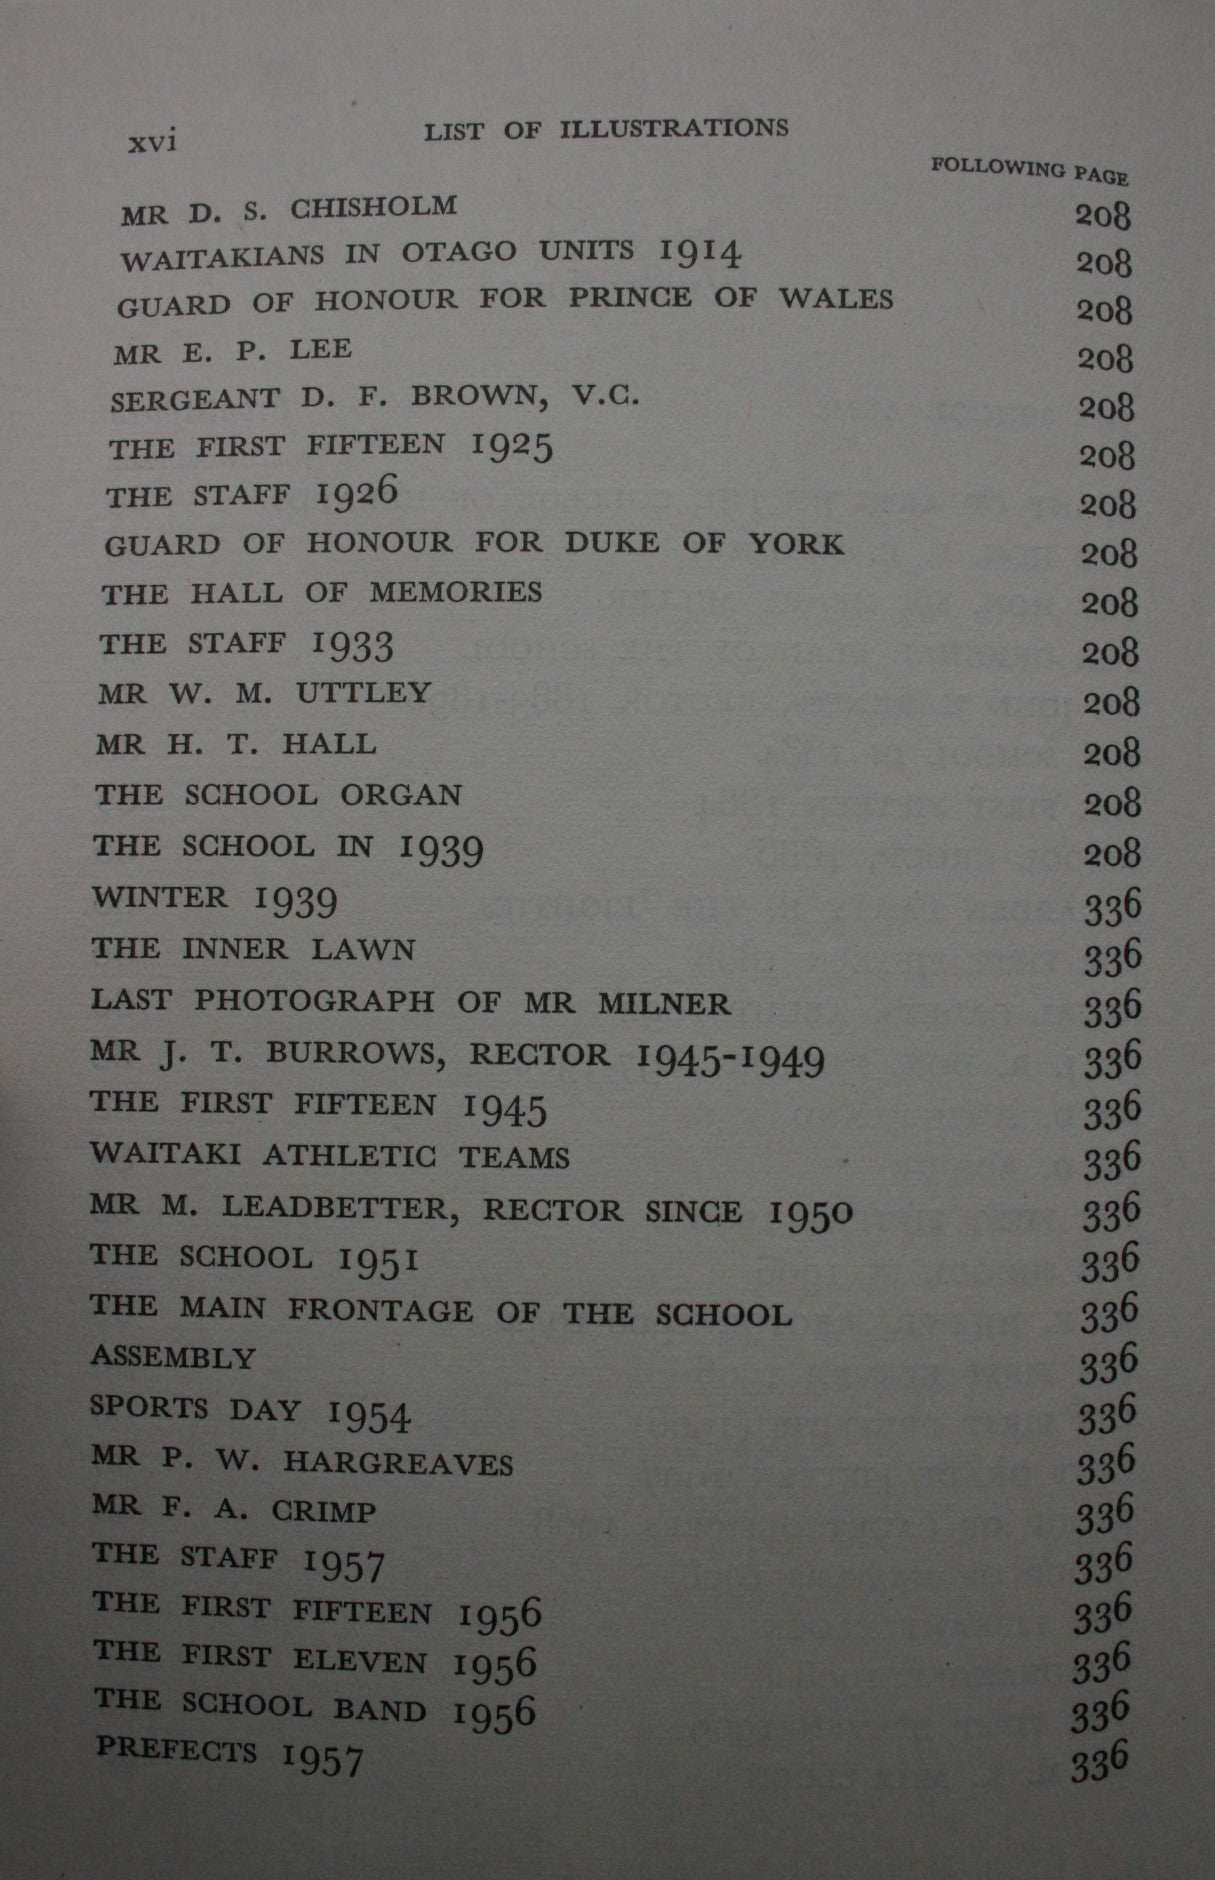 xvi LIST OF ILLUSTRATIONS
FOLLOWING PAGE
MR D. S. CHISHOLM 208
WAITAKIANS IN OTAGO UNITS 1914 208
GUARD OF HONOUR FOR PRINCE OF WALES 208
MR E. P. LEE 208
SERGEANT D. F. BROWN, V.C. 208
THE FIRST FIFTEEN 1925 208
THE STAFF 1926 208
GUARD OF HONOUR FOR DUKE OF YORK 208
THE HALL OF MEMORIES 208
THE STAFF 1933 208
MR W. M. UTTLEY 208
MR H. T. HALL 208
THE SCHOOL ORGAN 208
THE SCHOOL IN 1939 208
WINTER 1939 336
THE INNER LAWN 336
LAST PHOTOGRAPH OF MR MILNER 336
MR J. T. BURROWS, RECTOR 1945-1949 336
THE FIRST FIFTEEN 1945 336
WAITAKI ATHLETIC TEAMS 336
MR M. LEADBETTER, RECTOR SINCE 1950 336
THE SCHOOL 1951 336
THE MAIN FRONTAGE OF THE SCHOOL 336
ASSEMBLY 336
SPORTS DAY 1954 336
MR P. W. HARGREAVES 336
MR F. A. CRIMP 336
THE STAFF 1957 336
THE FIRST FIFTEEN 1956 336
THE FIRST ELEVEN 1956 336
THE SCHOOL BAND 1956 336
PREFECTS 1957 336